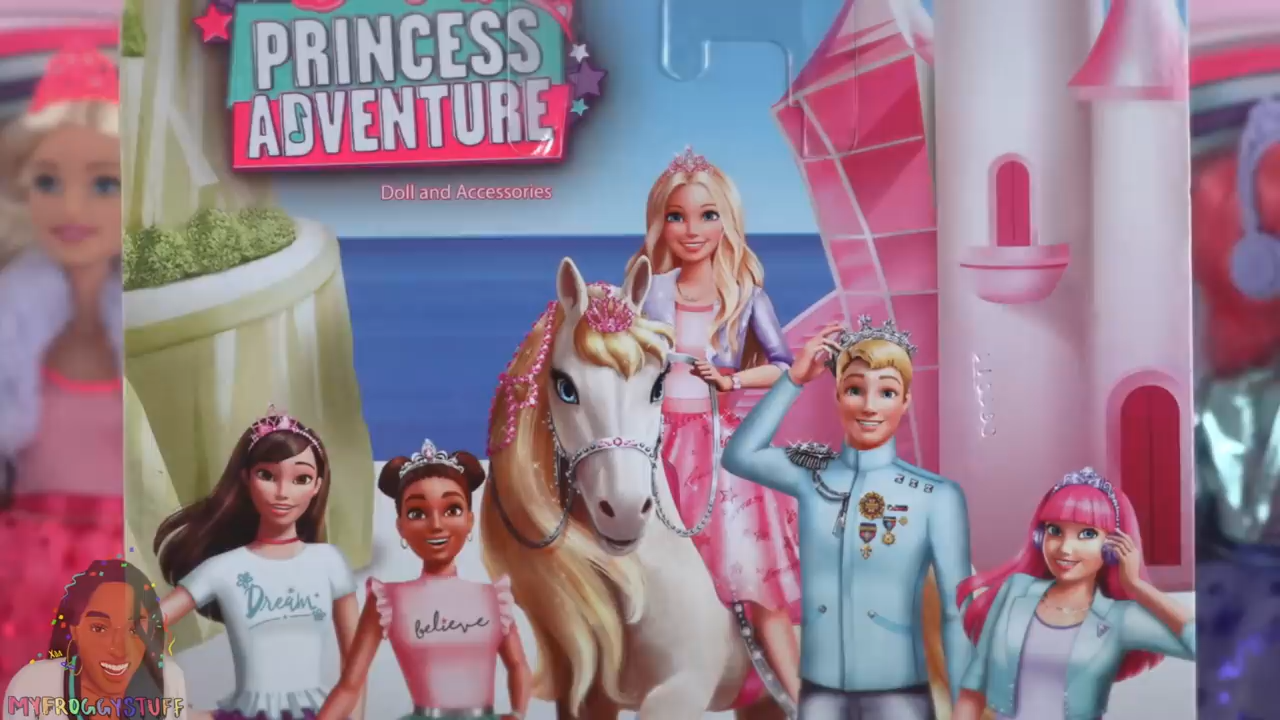 PRINCESS
ADVENTURE
Doll and Accessories
Dream
believe
MYFROGGYSTUFF